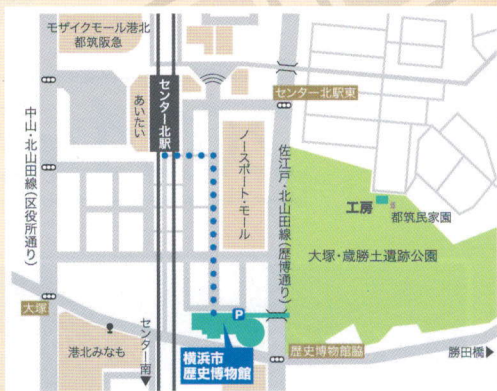 モザイクモール港北
都筑阪急
センター北駅
あいたい
センター北駅東
中山・北山田線(区役所通り)
ノースポート・モール
佐江戸・北山田線(歴博通り)
工房
都筑民家園
大塚・歳勝土遺跡公園
大塚
P
センター南▼
港北みなも
横浜市
歴史博物館
歴史博物館脇
勝田橋▶